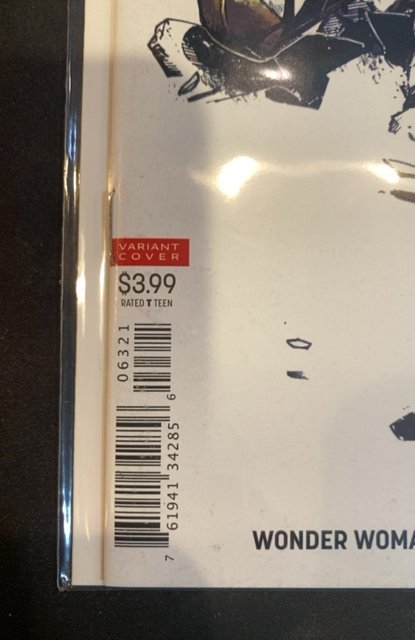 VARIANT
COVER
$3.99
RATED T TEEN
06321
7 61941 34285 6
WONDER WOMA